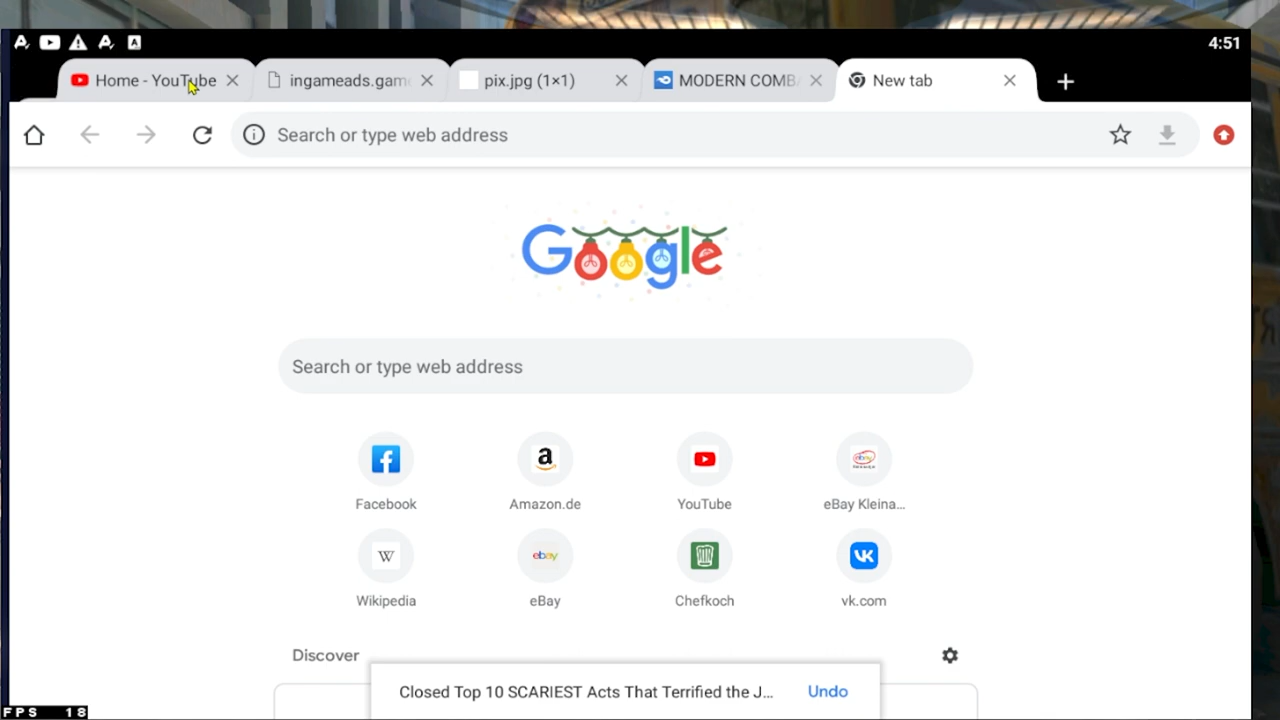 4:51
Home - YouTube
ingameads.game
pix.jpg (1×1)
MODERN COMBA
New tab
Search or type web address
Google
Search or type web address
Facebook
Amazon.de
YouTube
eBay Kleina...
Wikipedia
eBay
Chefkoch
vk.com
Discover
Closed Top 10 SCARIEST Acts That Terrified the J...
Undo
FPS 18